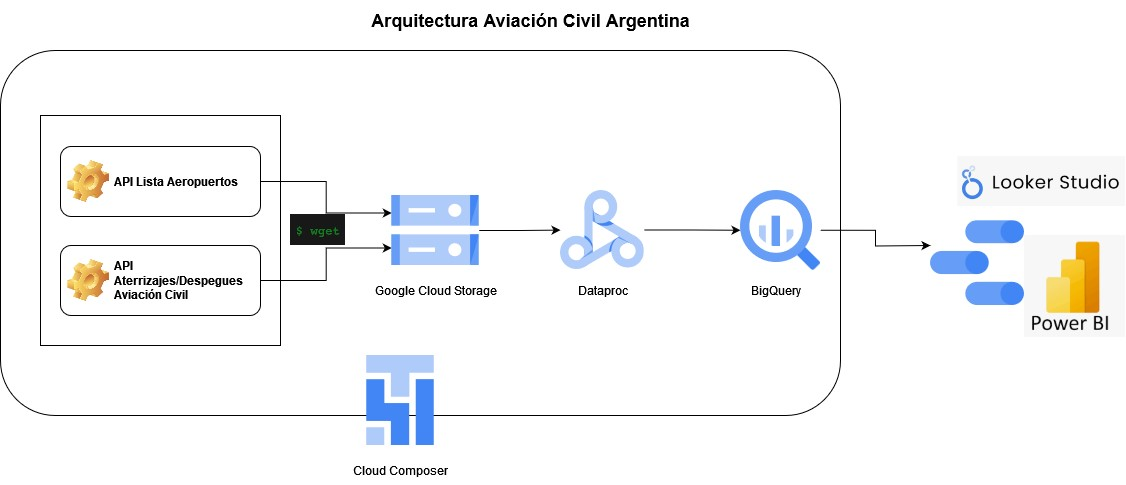 Arquitectura Aviación Civil Argentina
API Lista Aeropuertos
$ wget
API
Aterrizajes/Despegues
Aviación Civil
Google Cloud Storage
Dataproc
BigQuery
Looker Studio
Power BI
Cloud Composer